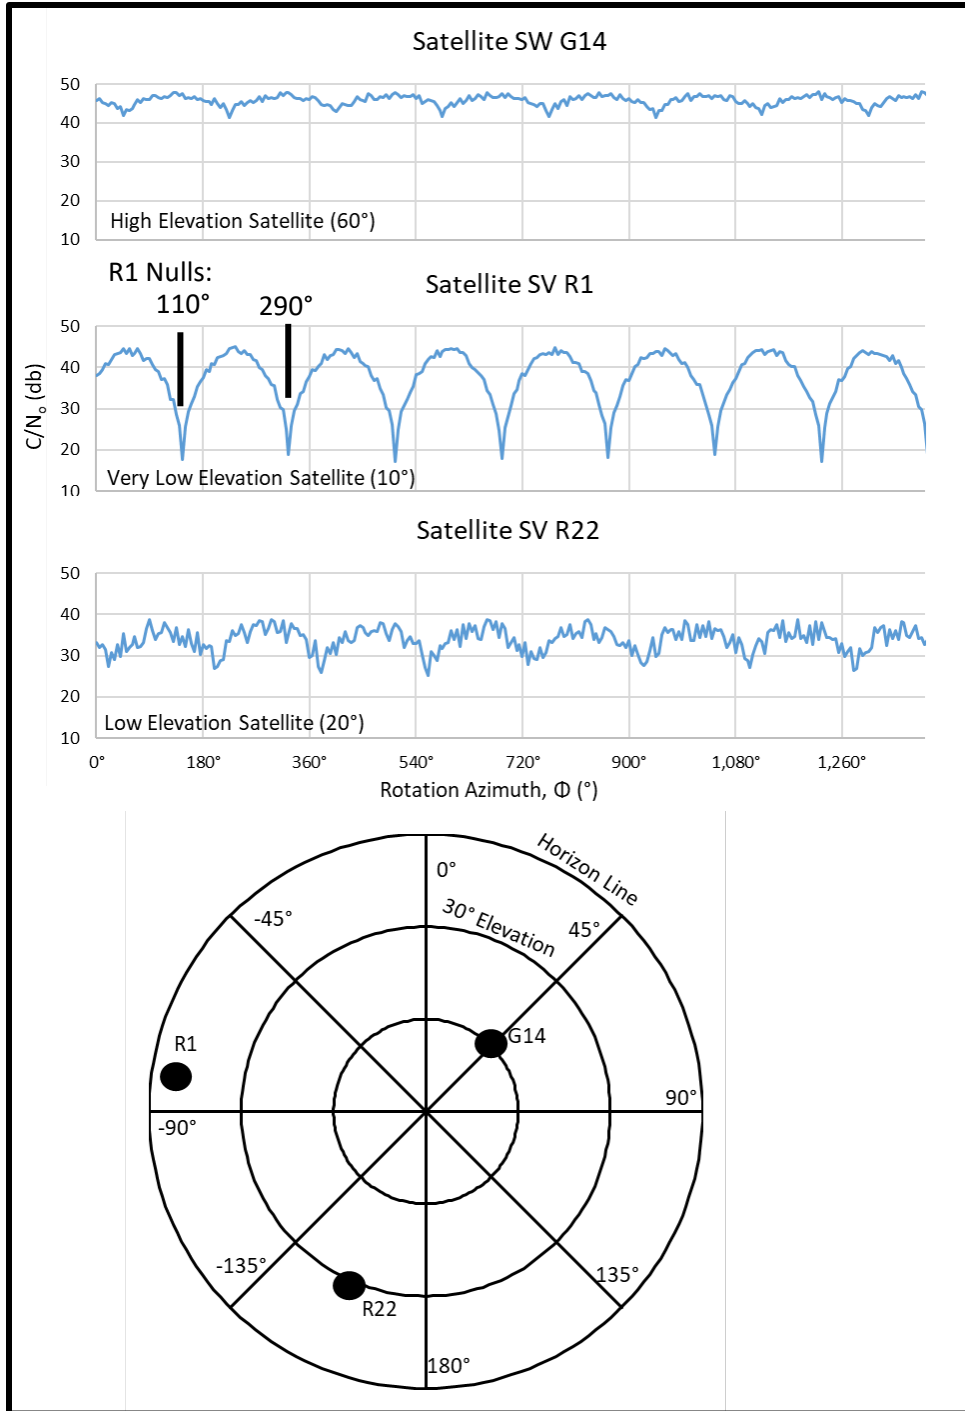 Satellite SW G14
50
40
30
20
10
High Elevation Satellite (60°)
R1 Nulls:
110°
290°
Satellite SV R1
50
40
30
20
10
C/No (db)
Very Low Elevation Satellite (10°)
Satellite SV R22
50
40
30
20
10
Low Elevation Satellite (20°)
0°
180°
360°
540°
720°
900°
1,080°
1,260°
Rotation Azimuth, Φ (°)
Horizon Line
0°
30° Elevation
-45°
45°
G14
R1
90°
-90°
-135°
135°
R22
180°